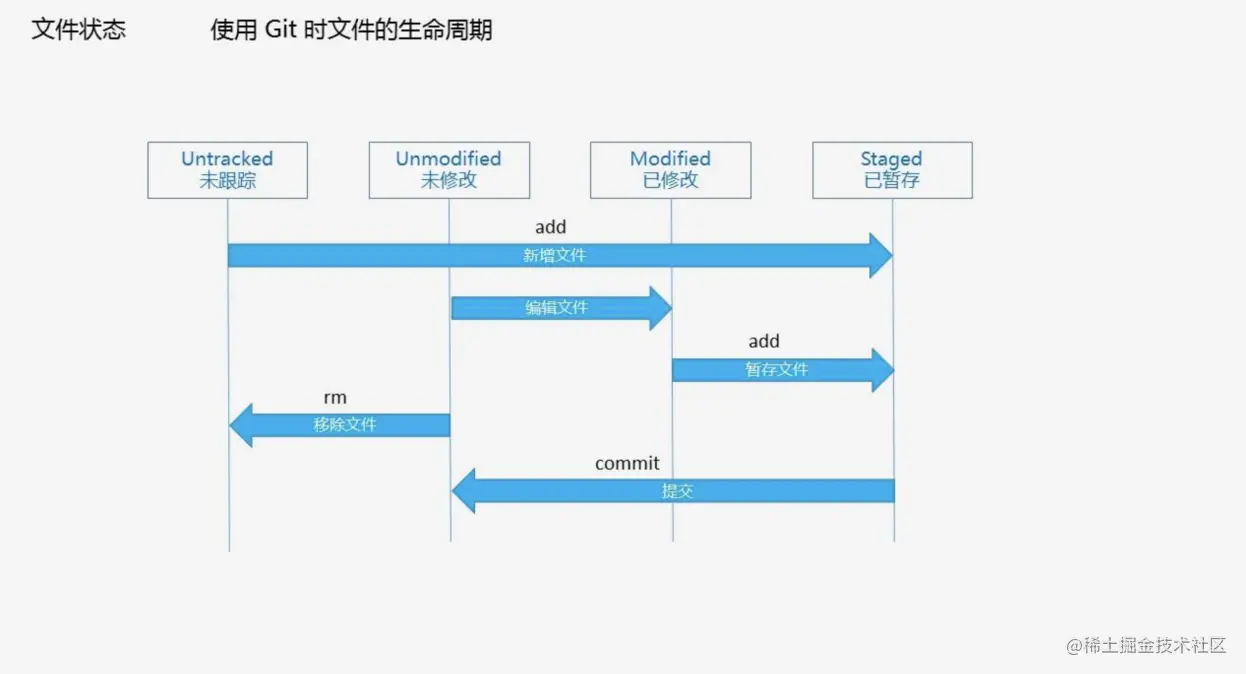 文件状态 使用 Git 时文件的生命周期
Untracked
未跟踪
Unmodified
未修改
Modified
已修改
Staged
已暂存
add
新增文件
编辑文件
add
暂存文件
rm
移除文件
commit
提交
@稀土掘金技术社区